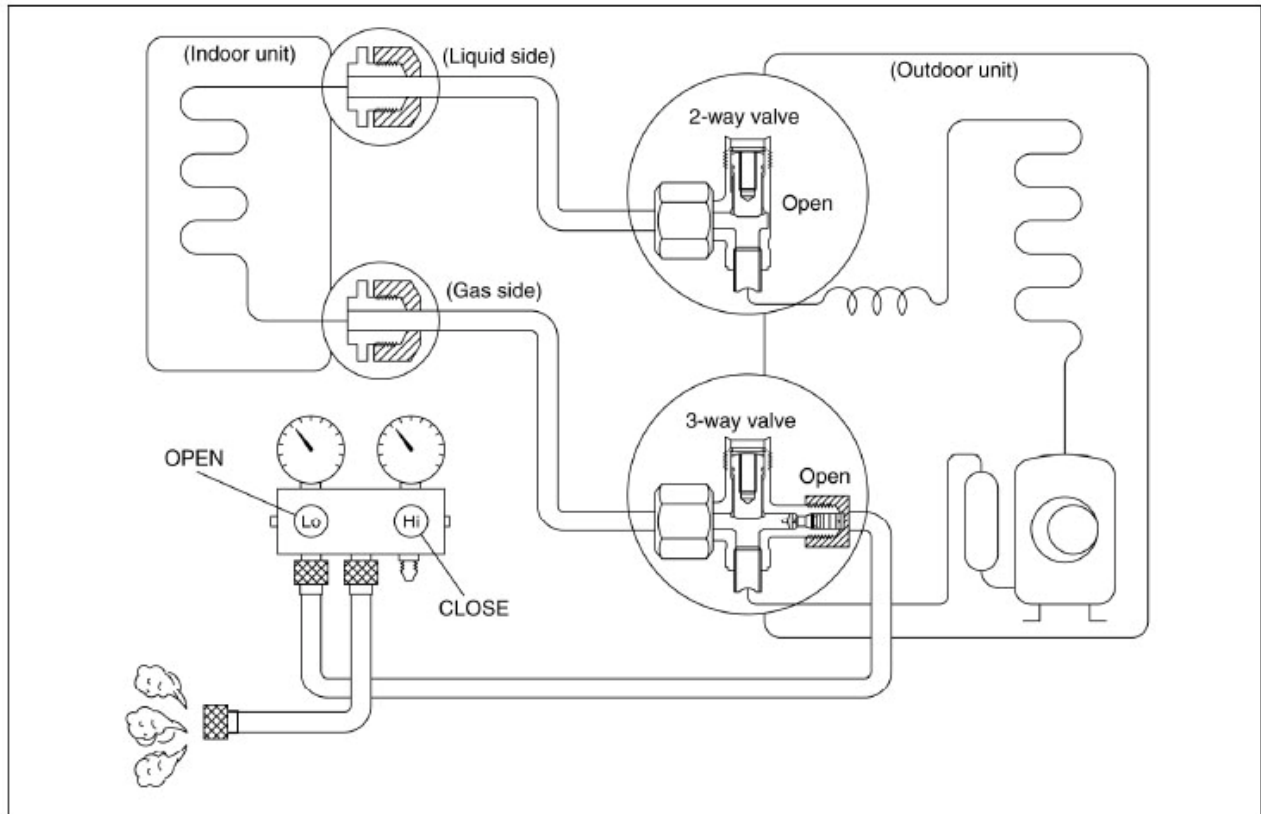 (Indoor unit)
(Liquid side)
(Outdoor unit)
2-way valve
Open
(Gas side)
3-way valve
Open
OPEN
Lo
Hi
CLOSE